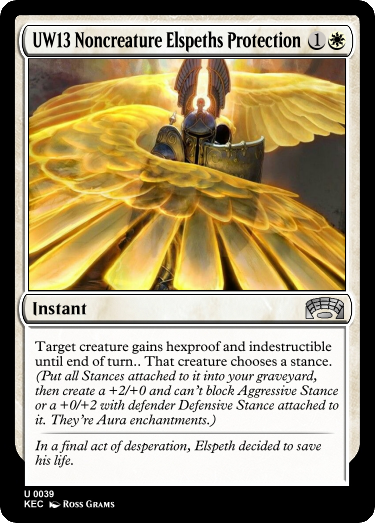 UW13 Noncreature Elspeths Protection 1
Instant
Target creature gains hexproof and indestructible
until end of turn.. That creature chooses a stance.
(Put all Stances attached to it into your graveyard,
then create a +2/+0 and can't block Aggressive Stance
or a +0/+2 with defender Defensive Stance attached to
it. They're Aura enchantments.)
In a final act of desperation, Elspeth decided to save
his life.
U 0039
KEC Ross Grams